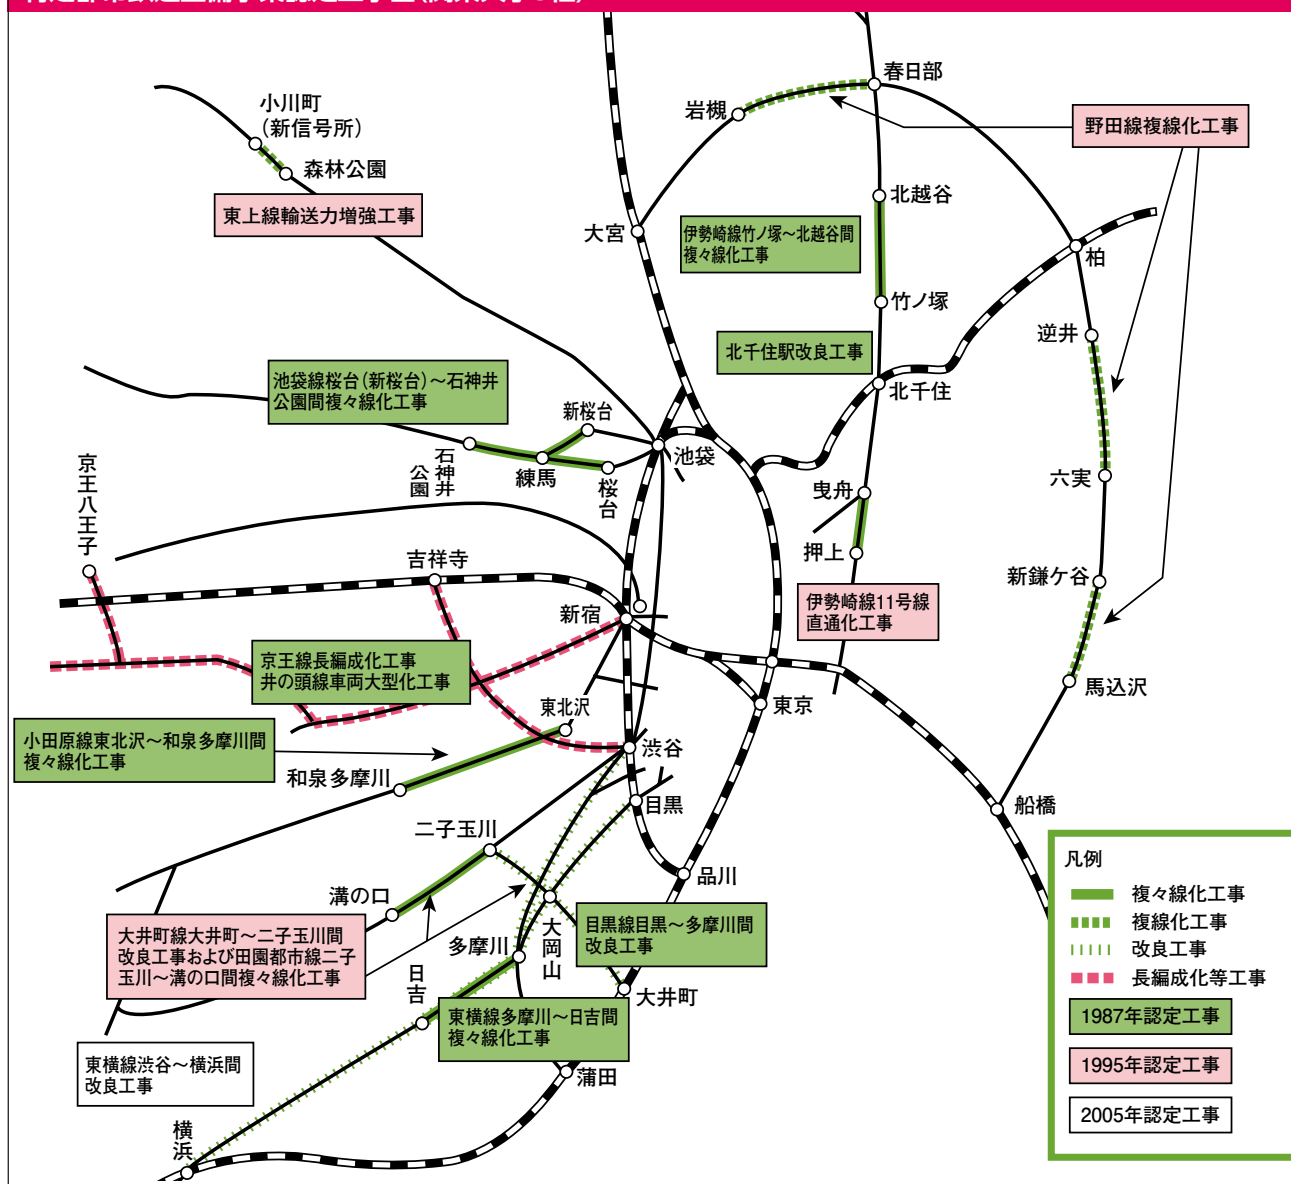 小川町
（新信号所）
森林公園
東上線輸送力増強工事
岩槻
春日部
野田線複線化工事
北越谷
大宮
伊勢崎線竹ノ塚〜北越谷間
複々線化工事
柏
竹ノ塚
逆井
北千住駅改良工事
北千住
池袋線桜台（新桜台）〜石神井
公園間複々線化工事
新桜台
池袋
石神井
公園
練馬
桜台
六実
曳舟
押上
京王八王子
吉祥寺
新鎌ケ谷
新宿
伊勢崎線11号線
直通化工事
京王線長編成化工事
井の頭線車両大型化工事
馬込沢
東北沢
東京
小田原線東北沢〜和泉多摩川間
複々線化工事
渋谷
和泉多摩川
目黒
船橋
二子玉川
品川
溝の口
大井町線大井町〜二子玉川間
改良工事および田園都市線二子
玉川〜溝の口間複々線化工事
多摩川
大岡山
目黒線目黒〜多摩川間
改良工事
日吉
大井町
東横線多摩川〜日吉間
複々線化工事
東横線渋谷〜横浜間
改良工事
蒲田
横浜
凡例
複々線化工事
複線化工事
改良工事
長編成化等工事
1987年認定工事
1995年認定工事
2005年認定工事